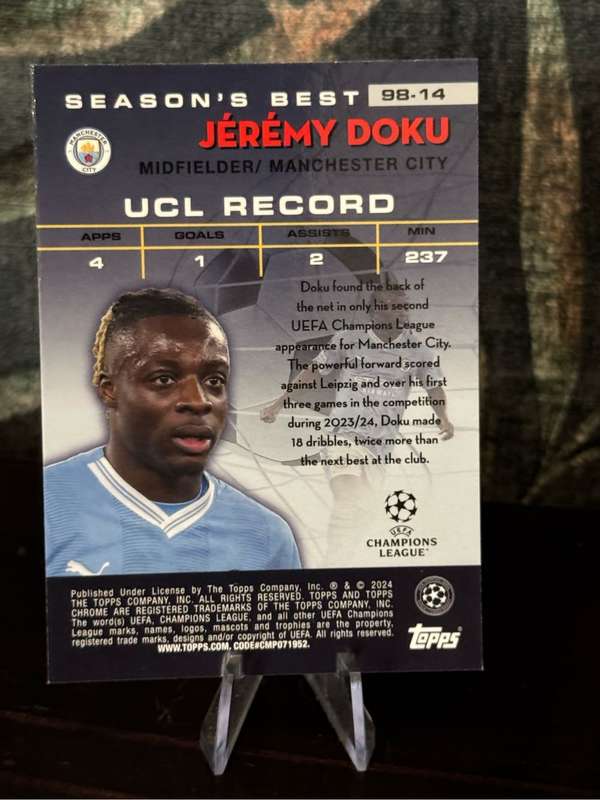 SEASON'S BEST 98-14
JÉRÉMY DOKU
MANCHESTER
CITY
MIDFIELDER/ MANCHESTER CITY
UCL RECORD
APPS GOALS ASSISTS MIN
4 1 2 237
Doku found the back of
the net in only his second
UEFA Champions League
appearance for Manchester City.
The powerful forward scored
against Leipzig and over his first
three games in the competition
during 2023/24, Doku made
18 dribbles, twice more than
the next best at the club.
UEFA
CHAMPIONS
LEAGUE
Published Under License by The Topps Company, Inc. ® & © 2024
THE TOPPS COMPANY, INC. ALL RIGHTS RESERVED. TOPPS AND TOPPS
CHROME ARE REGISTERED TRADEMARKS OF THE TOPPS COMPANY, INC.
The word(s) UEFA, CHAMPIONS LEAGUE, and all other UEFA Champions
League marks, names, logos, mascots and trophies are the property,
registered trade marks, designs and/or copyright of UEFA. All rights reserved.
WWW.TOPPS.COM. CODE#CMP071952.
topps